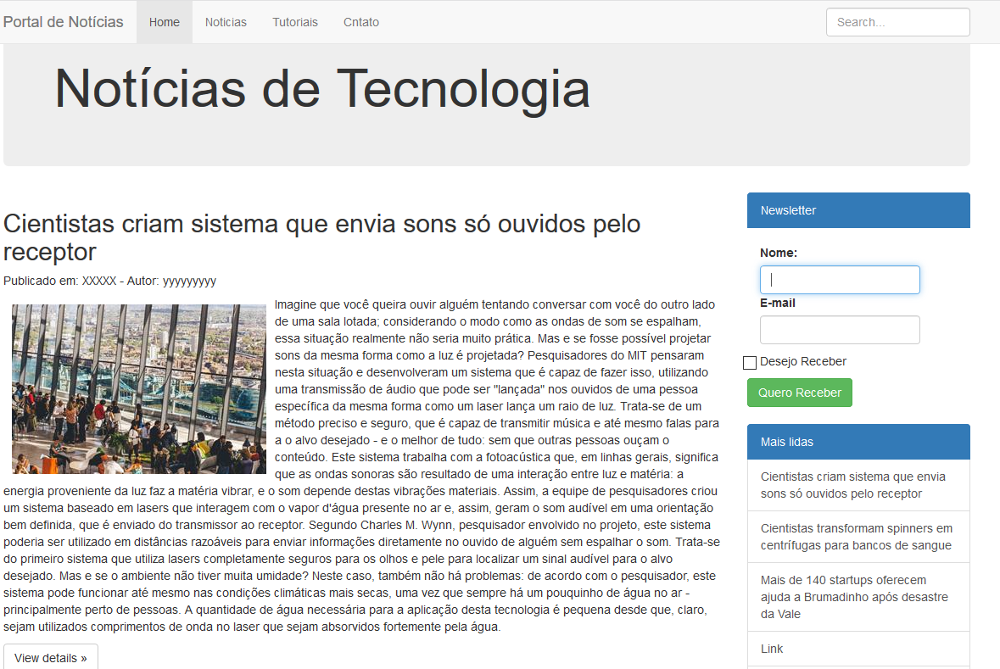 Portal de Notícias Home Noticias Tutoriais Cntato Search...
Notícias de Tecnologia
Cientistas criam sistema que envia sons só ouvidos pelo
receptor
Publicado em: XXXXX - Autor: yyyyyyyyy
Imagine que você queira ouvir alguém tentando conversar com você do outro lado
de uma sala lotada; considerando o modo como as ondas de som se espalham,
essa situação realmente não seria muito prática. Mas e se fosse possível projetar
sons da mesma forma como a luz é projetada? Pesquisadores do MIT pensaram
nesta situação e desenvolveram um sistema que é capaz de fazer isso, utilizando
uma transmissão de áudio que pode ser "lançada" nos ouvidos de uma pessoa
específica da mesma forma como um laser lança um raio de luz. Trata-se de um
método preciso e seguro, que é capaz de transmitir música e até mesmo falas para
a o alvo desejado - e o melhor de tudo: sem que outras pessoas ouçam o
conteúdo. Este sistema trabalha com a fotoacústica que, em linhas gerais, significa
que as ondas sonoras são resultado de uma interação entre luz e matéria: a
energia proveniente da luz faz a matéria vibrar, e o som depende destas vibrações materiais. Assim, a equipe de pesquisadores criou
um sistema baseado em lasers que interagem com o vapor d'água presente no ar e, assim, geram o som audível em uma orientação
bem definida, que é enviado do transmissor ao receptor. Segundo Charles M. Wynn, pesquisador envolvido no projeto, este sistema
poderia ser utilizado em distâncias razoáveis para enviar informações diretamente no ouvido de alguém sem espalhar o som. Trata-se
do primeiro sistema que utiliza lasers completamente seguros para os olhos e pele para localizar um sinal audível para o alvo
desejado. Mas e se o ambiente não tiver muita umidade? Neste caso, também não há problemas: de acordo com o pesquisador, este
sistema pode funcionar até mesmo nas condições climáticas mais secas, uma vez que sempre há um pouquinho de água no ar -
principalmente perto de pessoas. A quantidade de água necessária para a aplicação desta tecnologia é pequena desde que, claro,
sejam utilizados comprimentos de onda no laser que sejam absorvidos fortemente pela água.
View details »
Newsletter
Nome:
E-mail
Desejo Receber
Quero Receber
Mais lidas
Cientistas criam sistema que envia
sons só ouvidos pelo receptor
Cientistas transformam spinners em
centrífugas para bancos de sangue
Mais de 140 startups oferecem
ajuda a Brumadinho após desastre
da Vale
Link